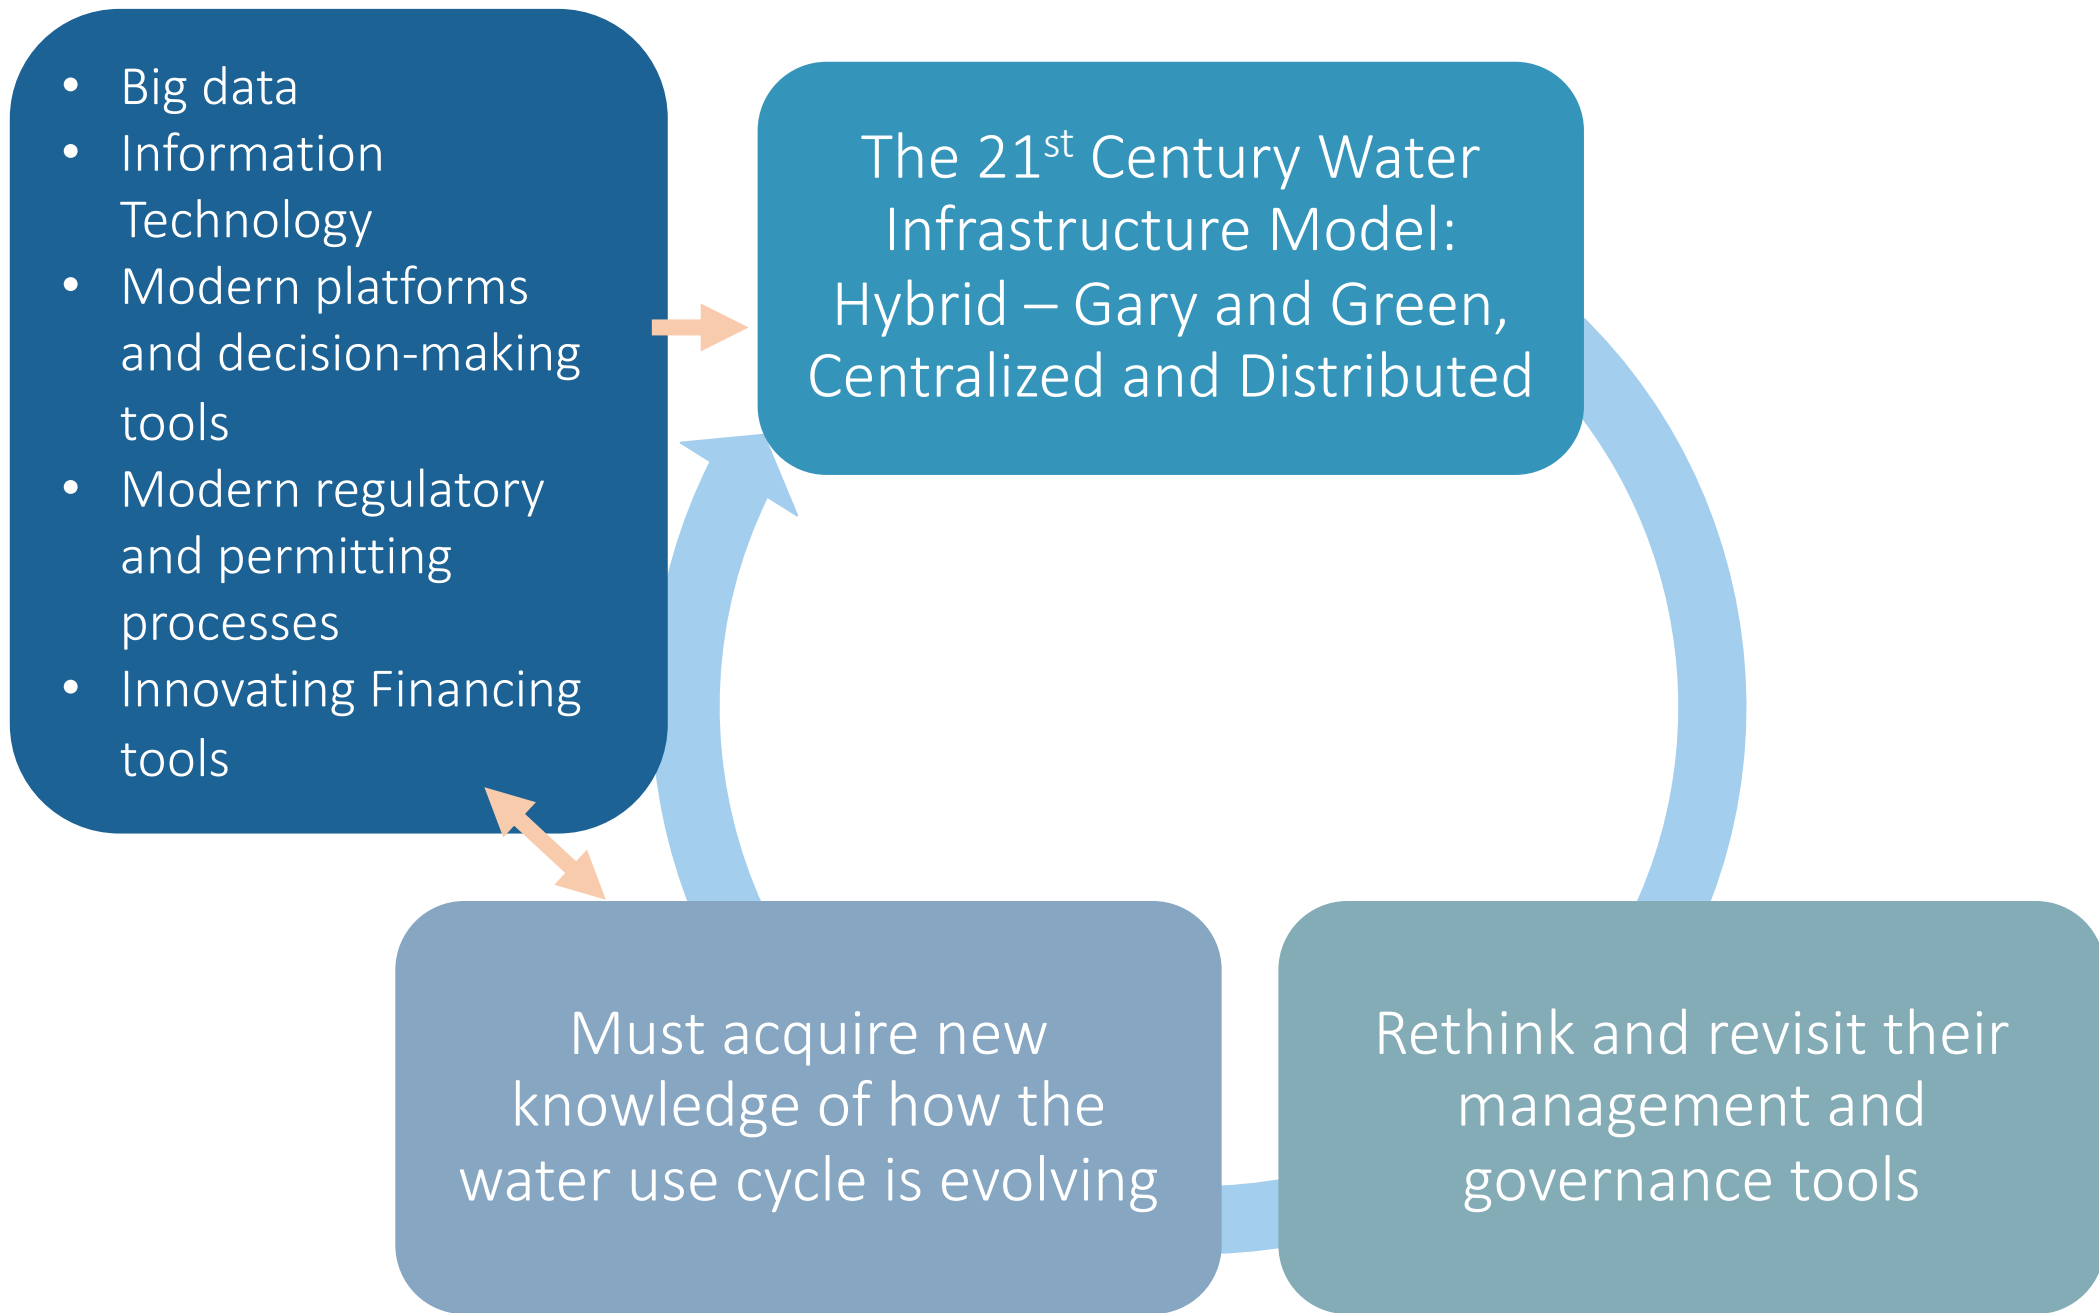 • Big data
• Information
Technology
• Modern platforms
and decision-making
tools
• Modern regulatory
and permitting
processes
• Innovating Financing
tools
The 21st Century Water
Infrastructure Model:
Hybrid – Gary and Green,
Centralized and Distributed
Must acquire new
knowledge of how the
water use cycle is evolving
Rethink and revisit their
management and
governance tools